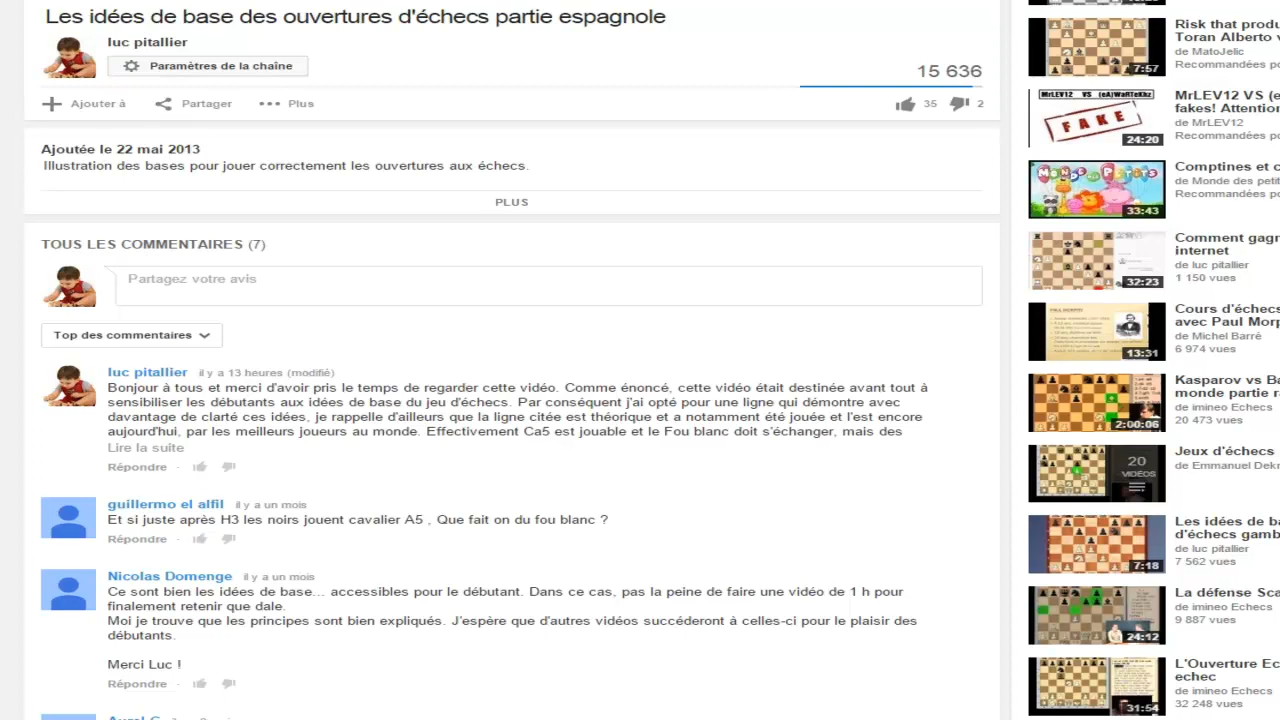 Les idées de base des ouvertures d'échecs partie espagnole
luc pitallier
Paramètres de la chaîne
15 636
Ajouter à
Partager
Plus
35
2
Ajoutée le 22 mai 2013
Illustration des bases pour jouer correctement les ouvertures aux échecs.
PLUS
TOUS LES COMMENTAIRES (7)
Partagez votre avis
Top des commentaires
luc pitallier il y a 13 heures (modifié)
Bonjour à tous et merci d'avoir pris le temps de regarder cette vidéo. Comme énoncé, cette vidéo était destinée avant tout à
sensibiliser les débutants aux idées de base du jeu d'échecs. Par conséquent j'ai opté pour une ligne qui démontre avec
davantage de clarté ces idées, je rappelle d'ailleurs que la ligne citée est théorique et a notamment été jouée et l'est encore
aujourd'hui, par les meilleurs joueurs au monde. Effectivement Ca5 est jouable et le Fou blanc doit s'échanger, mais des
Lire la suite
Répondre
guillermo el alfil il y a un mois
Et si juste après H3 les noirs jouent cavalier A5 , Que fait on du fou blanc ?
Répondre
Nicolas Domenge il y a un mois
Ce sont bien les idées de base... accessibles pour le débutant. Dans ce cas, pas la peine de faire une vidéo de 1 h pour
finalement retenir que dale.
Moi je trouve que les principes sont bien expliqués. J'espère que d'autres vidéos succéderont à celles-ci pour le plaisir des
débutants.
Merci Luc !
Répondre
Risk that produ
Toran Alberto v
de MatoJelic
Recommandées po
7:57
MrLEV12 VS (eA)WaRTeKhz
FAKE
24:20
MrLEV12 VS (e
fakes! Attention
de MrLEV12
Recommandées po
MONDE des PETITS
33:43
Comptines et c
de Monde des petit
Recommandées po
32:23
Comment gagn
internet
de luc pitallier
1 150 vues
13:31
Cours d'échecs
avec Paul Morp
de Michel Barré
6 974 vues
2:00:06
Kasparov vs Ba
monde partie ra
de imineo Echecs
20 473 vues
20
VIDÉOS
Jeux d'échecs
de Emmanuel Dekn
7:18
Les idées de ba
d'échecs gamb
de luc pitallier
7 562 vues
24:12
La défense Sca
de imineo Echecs
9 887 vues
31:54
L'Ouverture Ec
echec
de imineo Echecs
32 248 vues